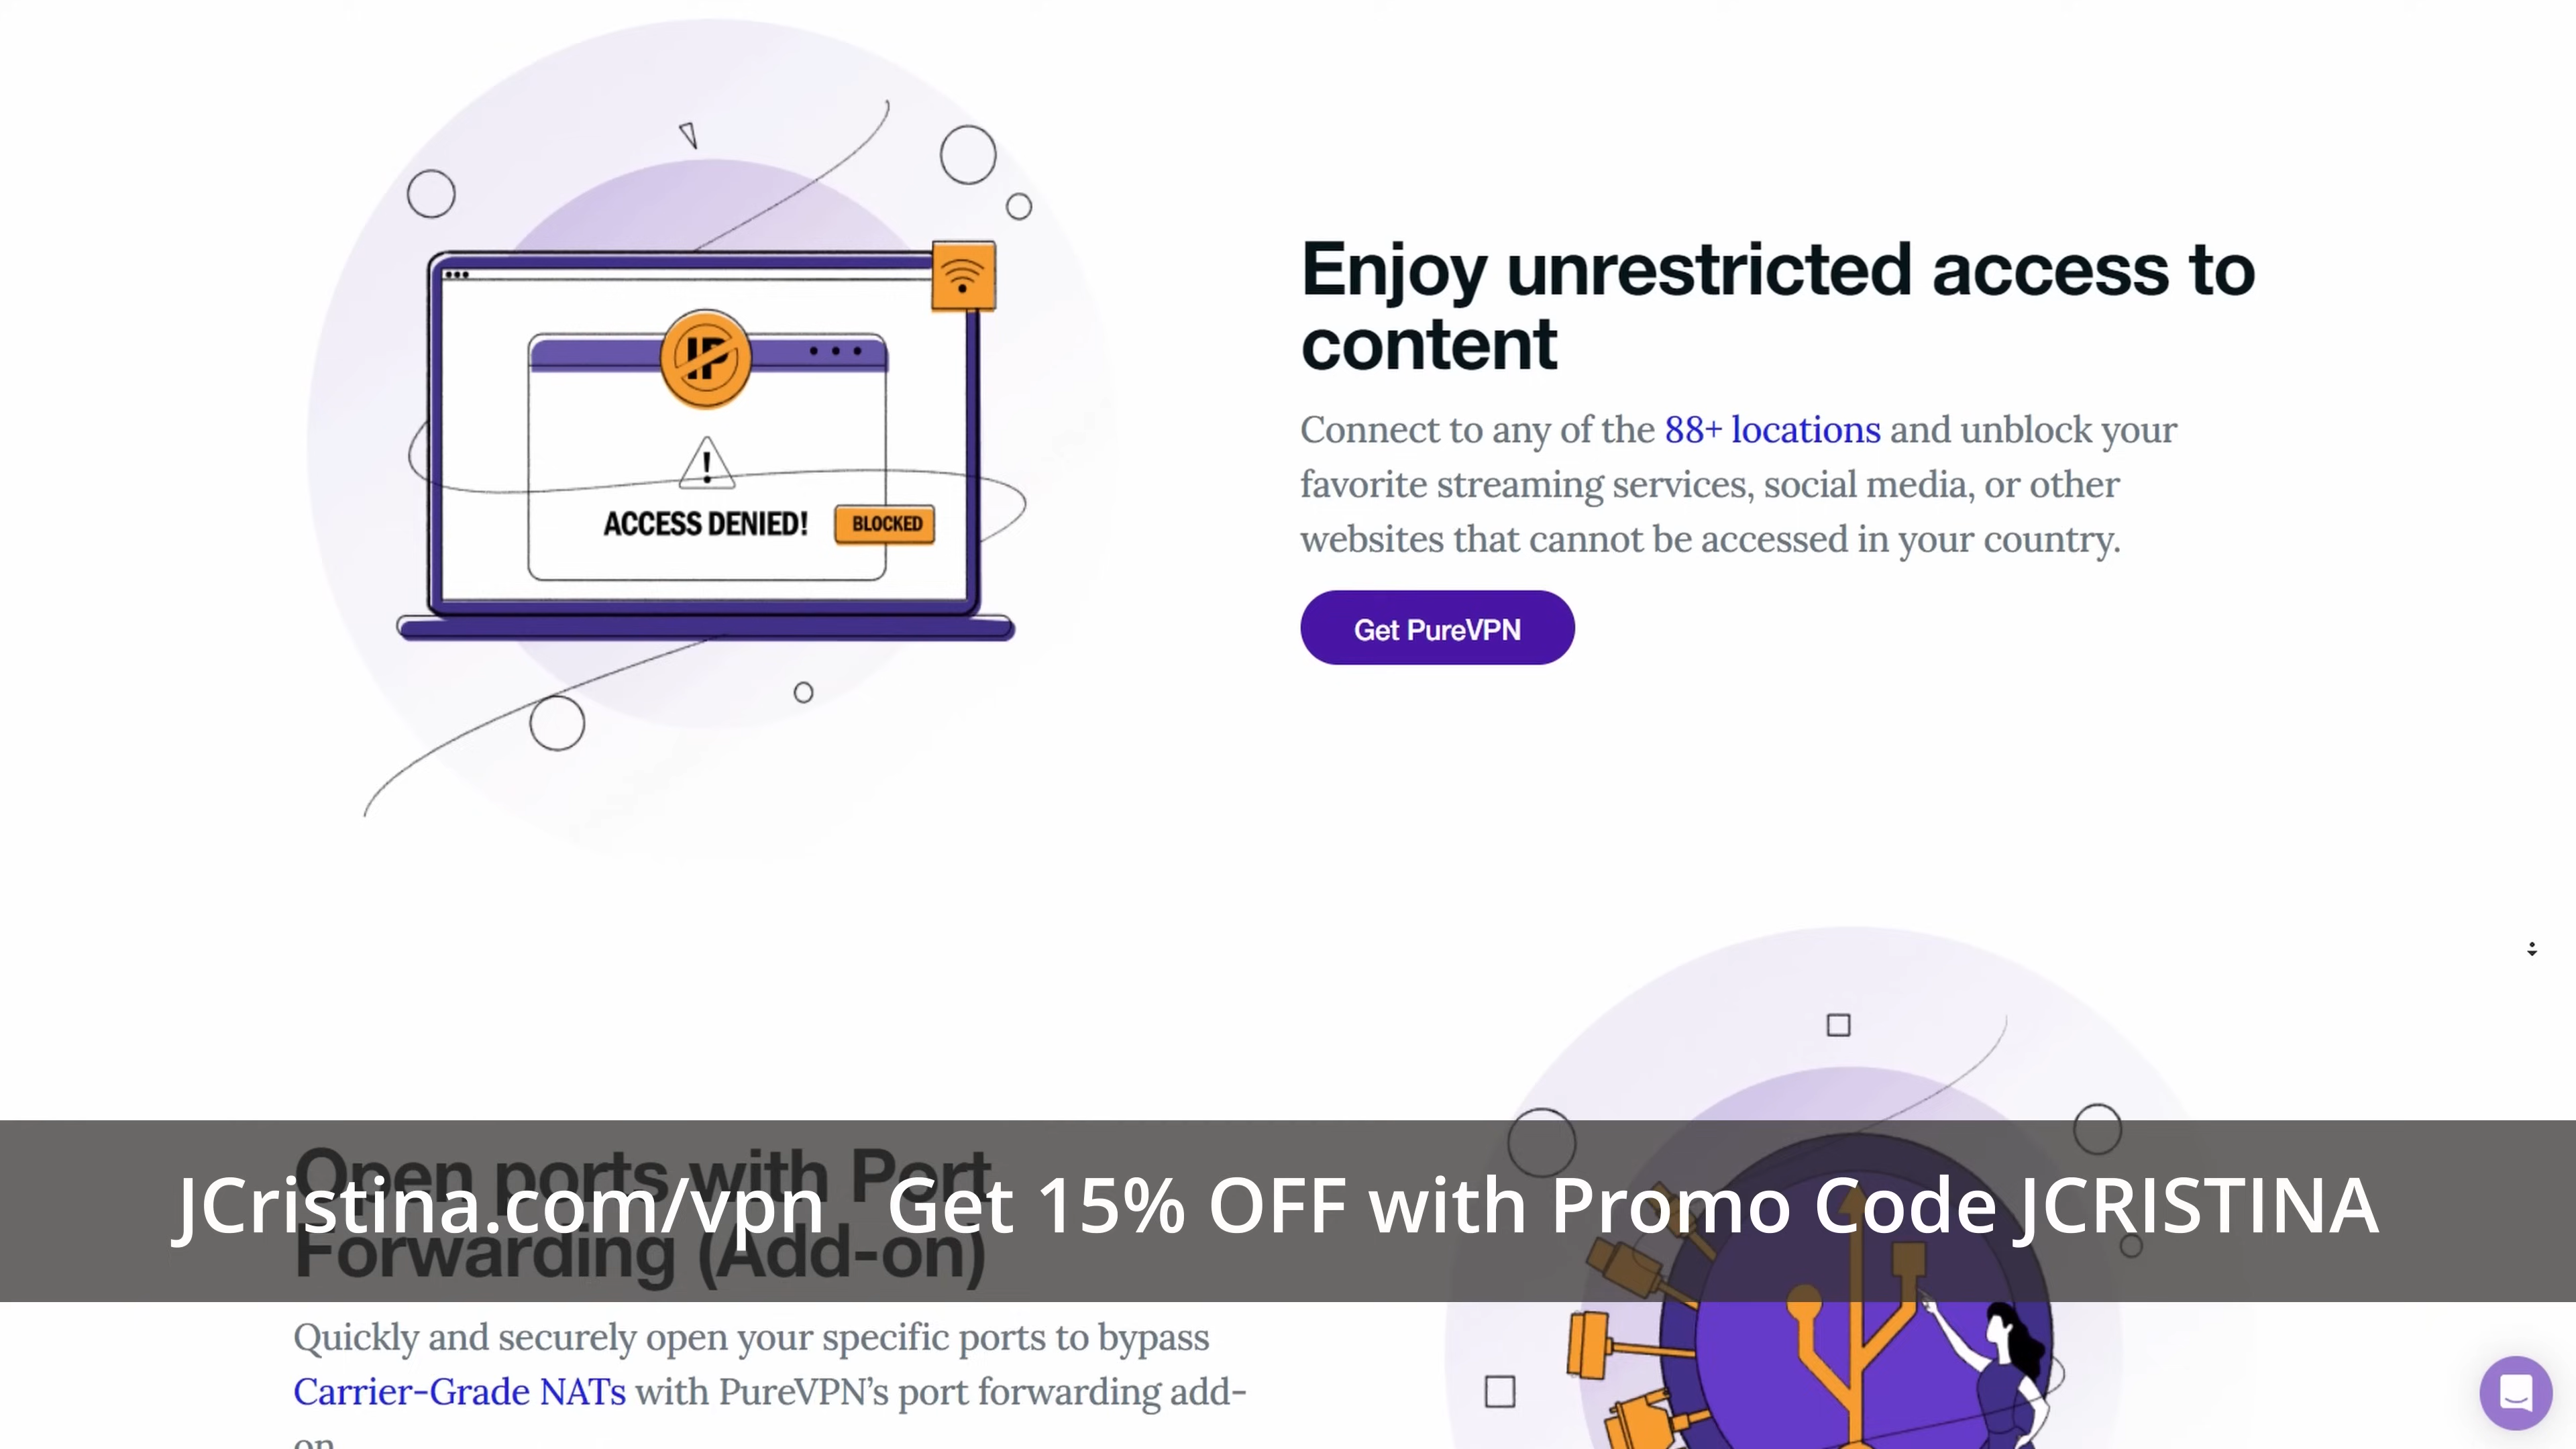 IP
ACCESS DENIED!
BLOCKED
Enjoy unrestricted access to
content
Connect to any of the 88+ locations and unblock your
favorite streaming services, social media, or other
websites that cannot be accessed in your country.
Get PureVPN
Open ports with Port
Forwarding (Add-on)
JCristina.com/vpn Get 15% OFF with Promo Code JCRISTINA
Quickly and securely open your specific ports to bypass
Carrier-Grade NATs with PureVPN’s port forwarding add-
on